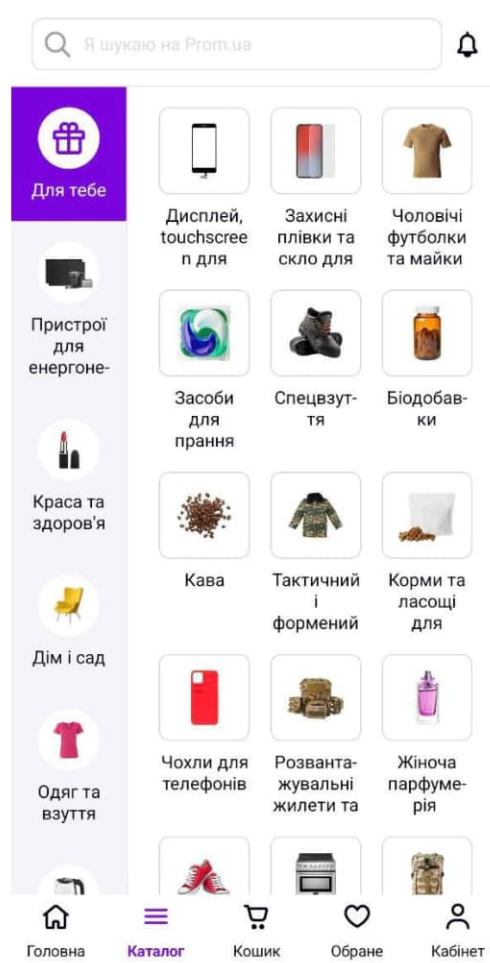 Я шукаю на Prom.ua
Для тебе
Пристрої
для
енергоне-
Краса та
здоров'я
Дім і сад
Одяг та
взуття
Дисплей,
touchscree
n для
Захисні
плівки та
скло для
Чоловічі
футболки
та майки
Засоби
для
прання
Спецвзут-
тя
Біодобав-
ки
Кава
Тактичний
і
формений
Корми та
ласощі
для
Чохли для
телефонів
Розванта-
жувальні
жилети та
Жіноча
парфуме-
рія
Головна
Каталог
Кошик
Обране
Кабінет